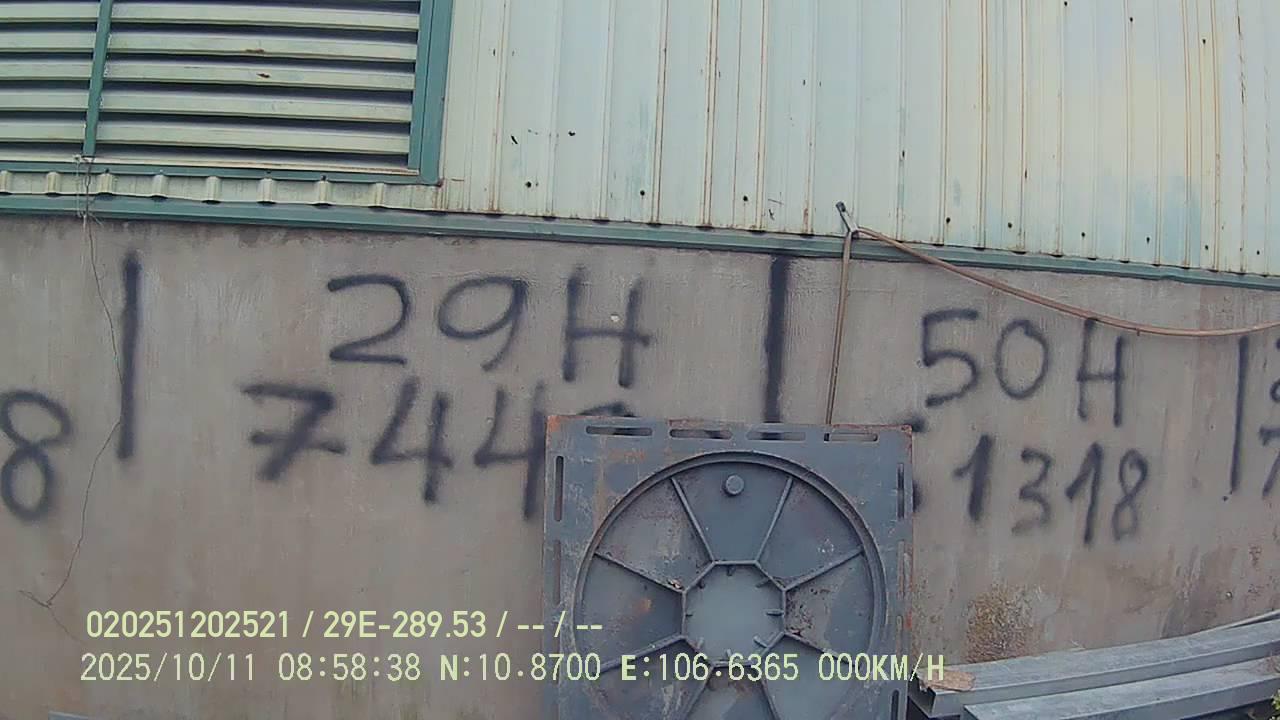 8
29H
744
50H
1318
7
020251202521 / 29E-289.53 / -- / --
2025/10/11 08:58:38 N:10.8700 E:106.6365 000KM/H